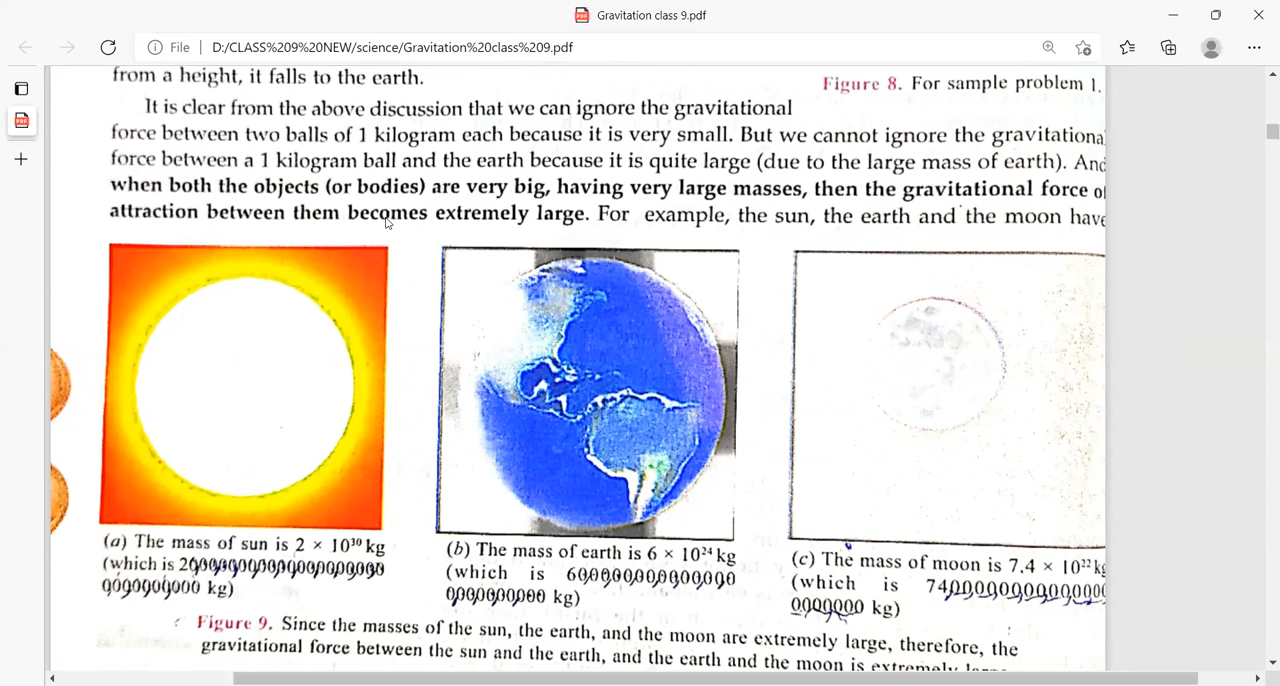 Gravitation class 9.pdf
File | D:/CLASS%209%20NEW/science/Gravitation%20class%209.pdf
from a height, it falls to the earth.
Figure 8. For sample problem 1.
It is clear from the above discussion that we can ignore the gravitational
force between two balls of 1 kilogram each because it is very small. But we cannot ignore the gravitationa
force between a 1 kilogram ball and the earth because it is quite large (due to the large mass of earth). And
when both the objects (or bodies) are very big, having very large masses, then the gravitational force o
attraction between them becomes extremely large. For example, the sun, the earth and the moon have
(a) The mass of sun is 2 × 10³⁰ kg
(which is
kg)
(b) The mass of earth is 6 × 10²⁴ kg
(which is
kg)
(c) The mass of moon is 7.4 × 10²² kg
(which is
kg)
Figure 9. Since the masses of the sun, the earth, and the moon are extremely large, therefore, the
gravitational force between the sun and the earth, and the earth and the moon is extremely